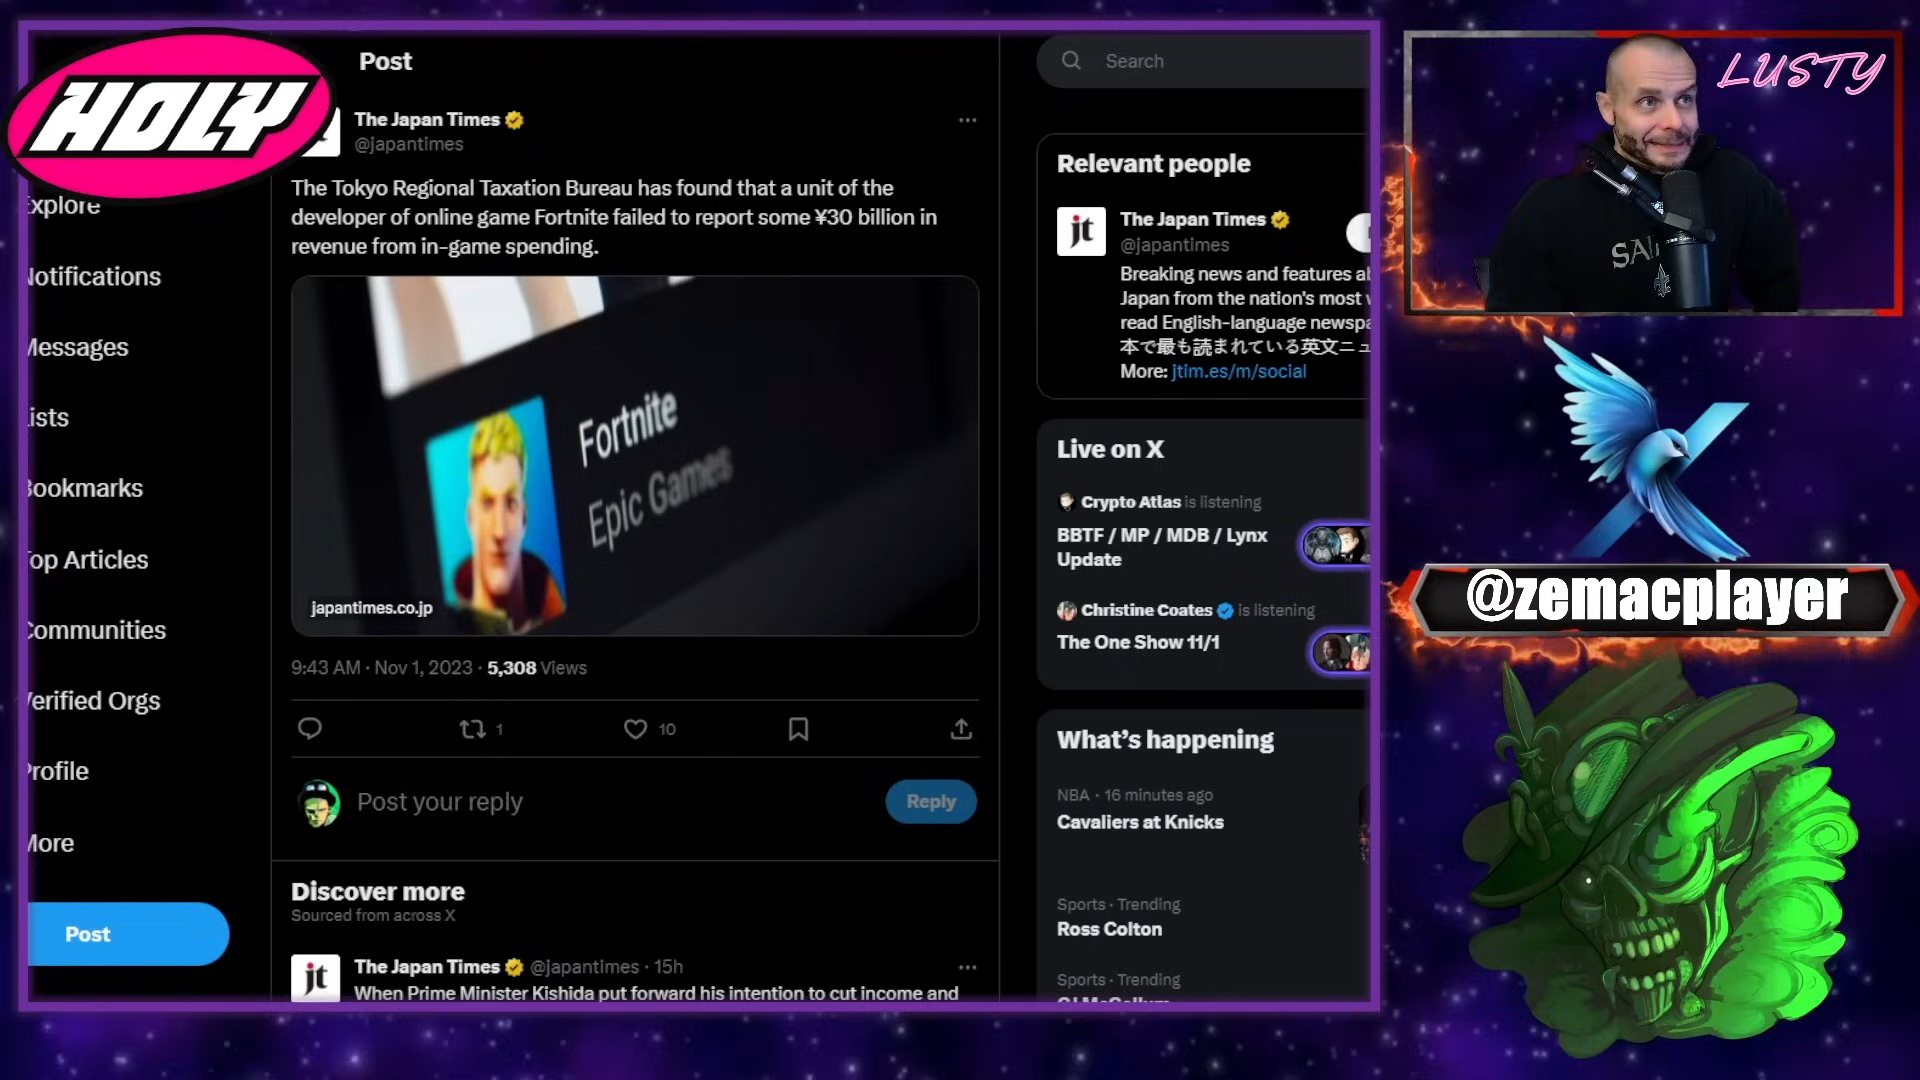 HOLY
Post
The Japan Times
@japantimes
The Tokyo Regional Taxation Bureau has found that a unit of the
developer of online game Fortnite failed to report some ¥30 billion in
revenue from in-game spending.
Fortnite
Epic Games
japantimes.co.jp
9:43 AM · Nov 1, 2023 · 5,308 Views
1
10
Post your reply
Reply
Discover more
Sourced from across X
jt
The Japan Times @japantimes · 15h
When Prime Minister Kishida put forward his intention to cut income and
Explore
Notifications
Messages
Lists
Bookmarks
Top Articles
Communities
Verified Orgs
Profile
More
Post
Search
Relevant people
jt
The Japan Times
@japantimes
Breaking news and features
Japan from the nation's most
read English-language
本で最も読まれている英文ニュ
More: jtim.es/m/social
Live on X
Crypto Atlas is listening
BBTF / MP / MDB / Lynx
Update
Christine Coates is listening
The One Show 11/1
What's happening
NBA · 16 minutes ago
Cavaliers at Knicks
Sports · Trending
Ross Colton
Sports · Trending
LUSTY
@zemacplayer